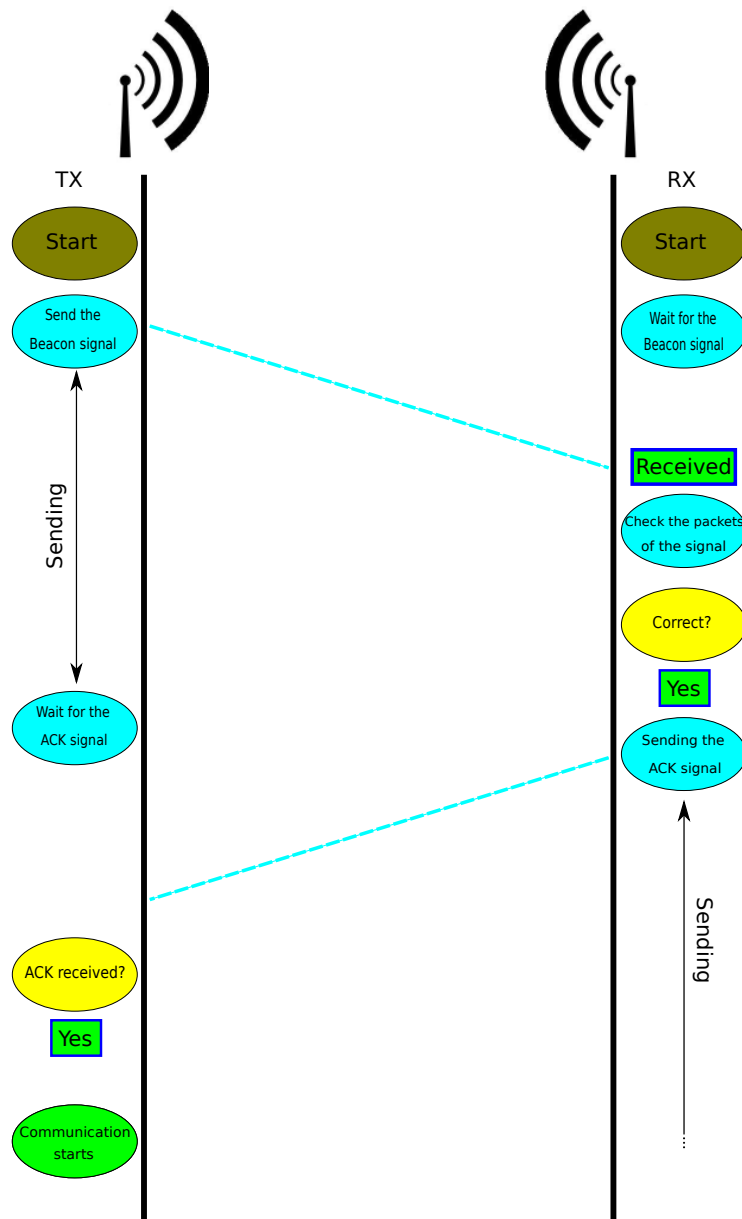 TX
Start
Send the
Beacon signal
Sending
Wait for the
ACK signal
ACK received?
Yes
Communication
starts
RX
Start
Wait for the
Beacon signal
Received
Check the packets
of the signal
Correct?
Yes
Sending the
ACK signal
Sending
...